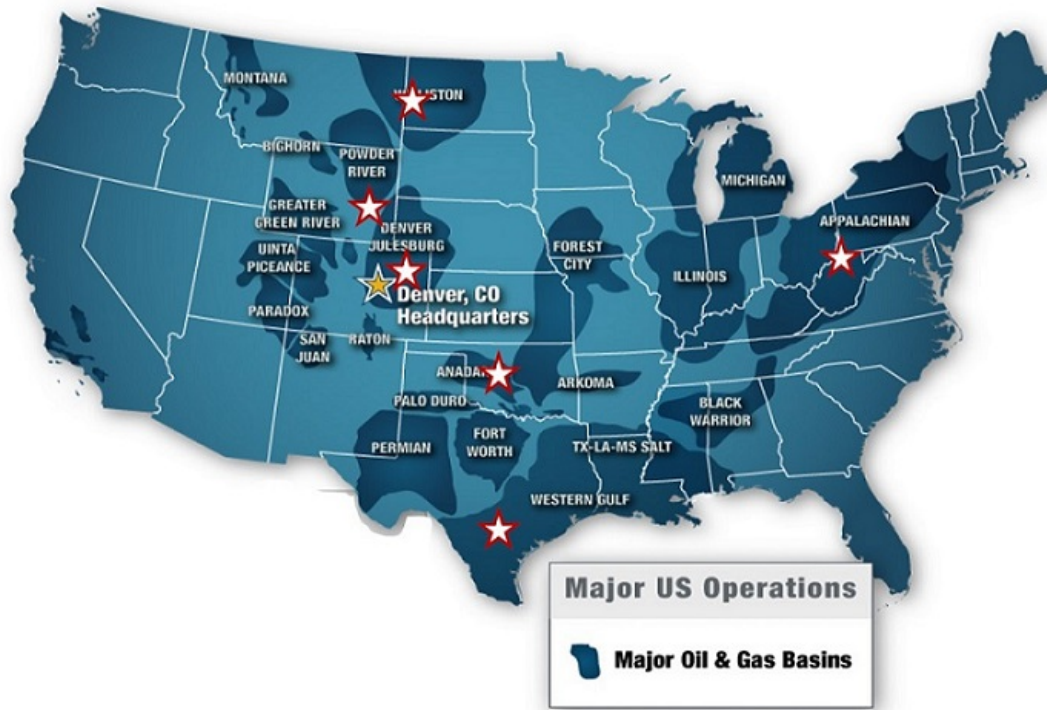 MONTANA
BIGHORN
POWDER
RIVER
GREATER
GREEN RIVER
DENVER
JULESBURG
UINTA
PICEANCE
Denver, CO
Headquarters
PARADOX
SAN
JUAN
RATON
PALO DURO
PERMIAN
FORT
WORTH
FOREST
CITY
ARKOMA
ILLINOIS
MICHIGAN
APPALACHIAN
BLACK
WARRIOR
TX-LA-MS SALT
WESTERN GULF
Major US Operations
Major Oil & Gas Basins